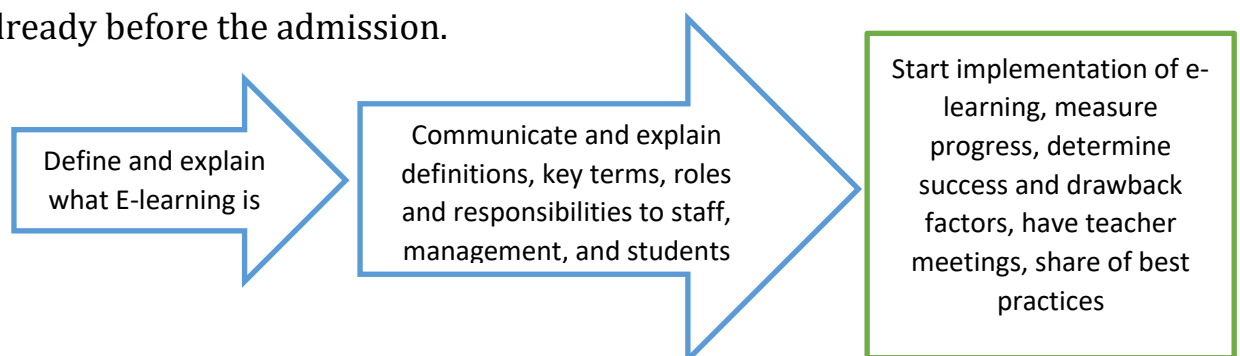 lready before the admission.
Define and explain
what E-learning is
Communicate and explain
definitions, key terms, roles
and responsibilities to staff,
management, and students
Start implementation of e-
learning, measure
progress, determine
success and drawback
factors, have teacher
meetings, share of best
practices